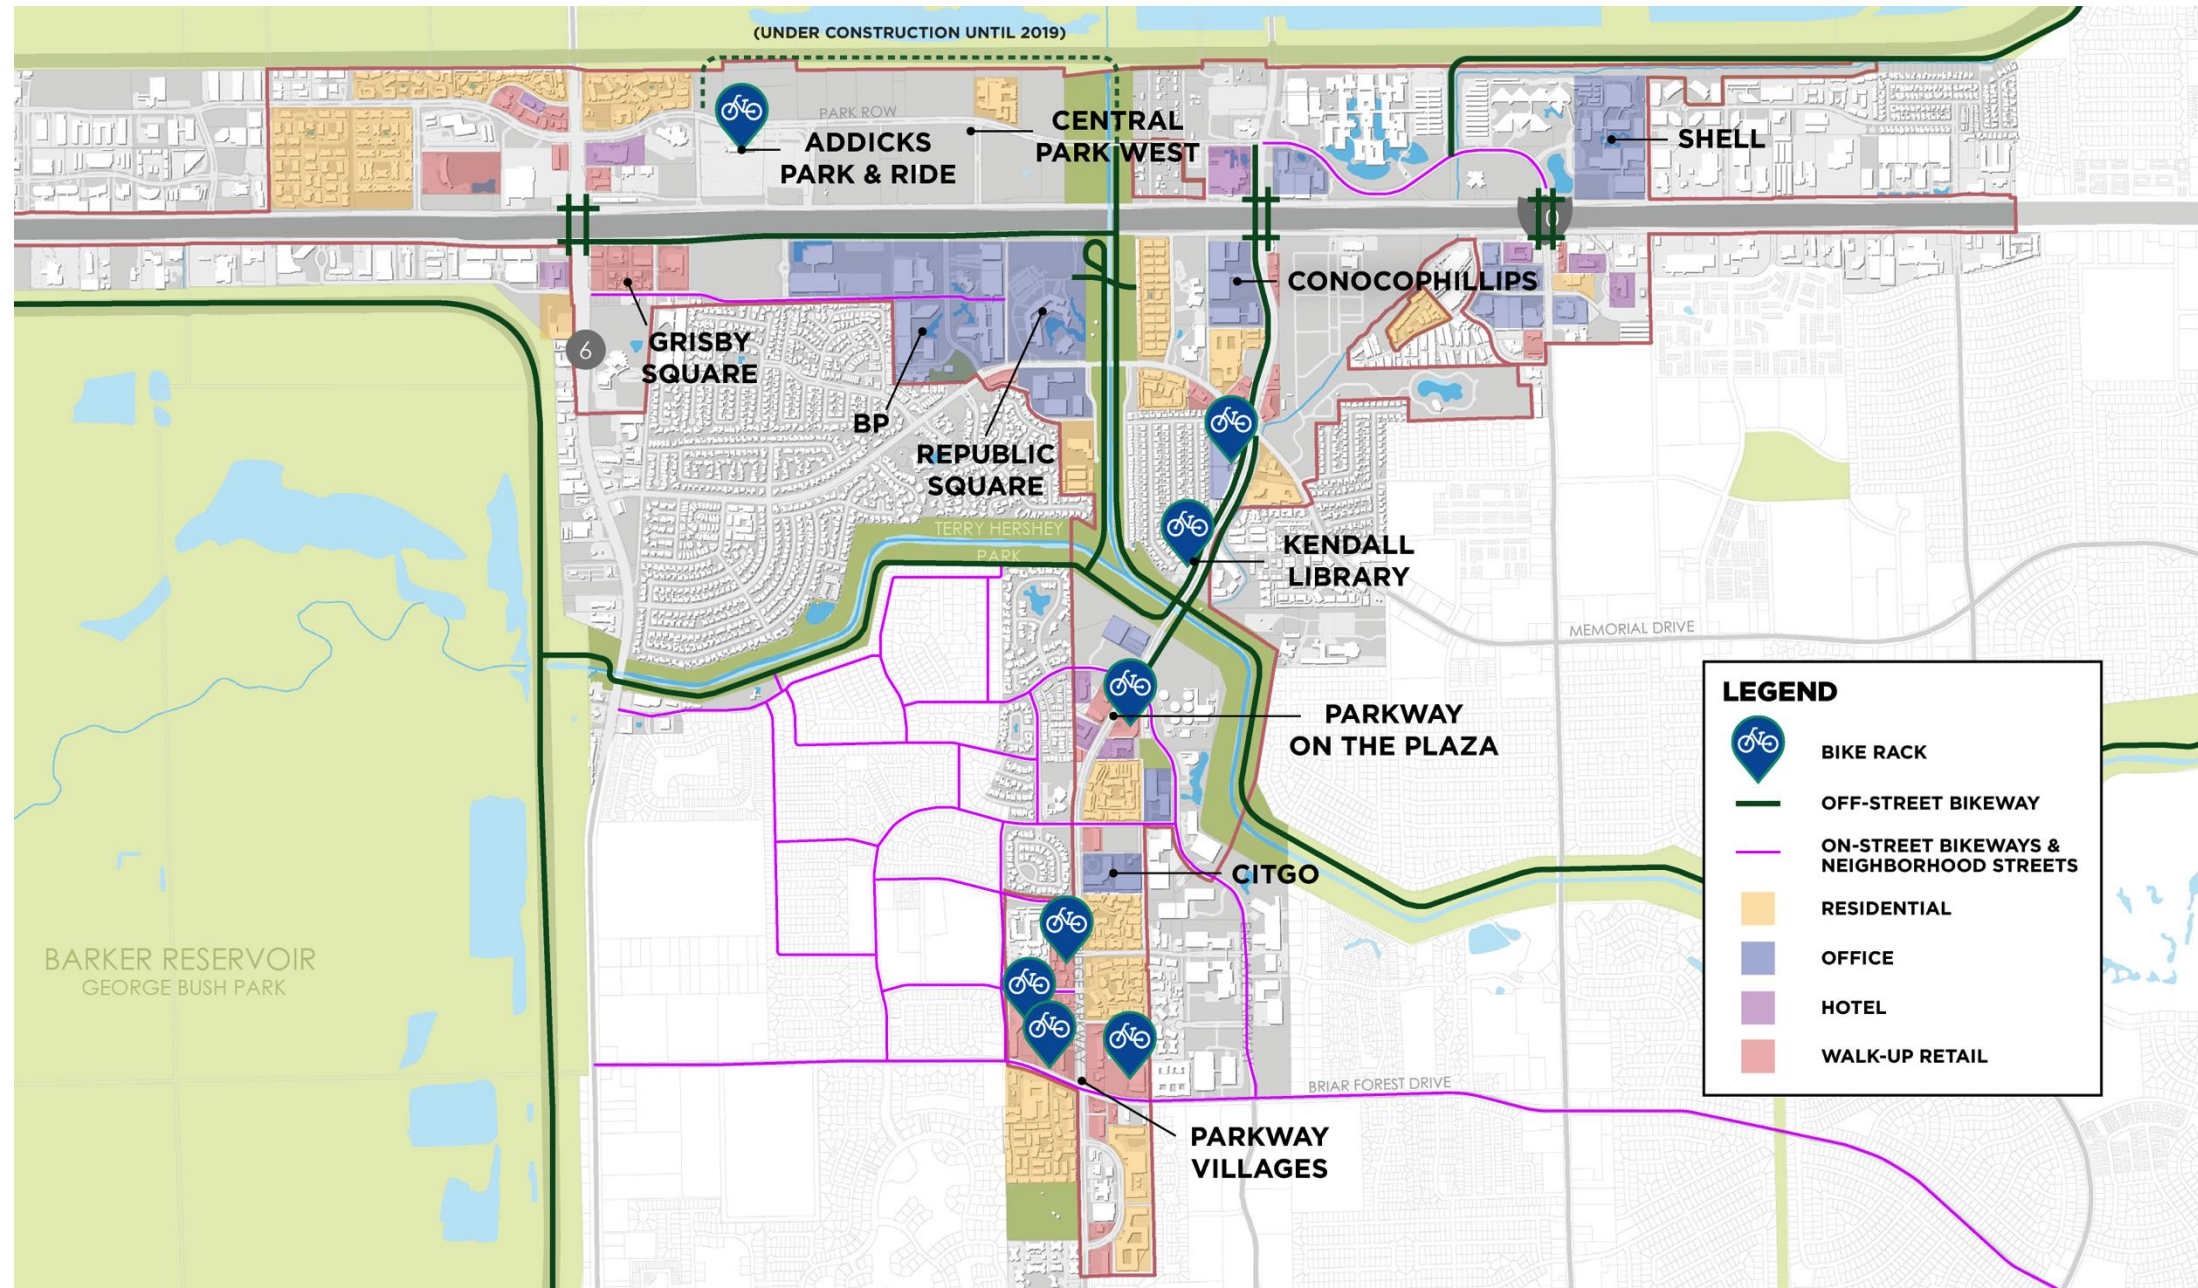 (UNDER CONSTRUCTION UNTIL 2019)
PARK ROW
ADDICKS
PARK & RIDE
CENTRAL
PARK WEST
SHELL
CONOCOPHILLIPS
GRISBY
SQUARE
6
BP
REPUBLIC
SQUARE
TERRY HERSHEY
PARK
KENDALL
LIBRARY
MEMORIAL DRIVE
PARKWAY
ON THE PLAZA
CITGO
BARKER RESERVOIR
GEORGE BUSH PARK
BRIAR FOREST DRIVE
PARKWAY
VILLAGES
LEGEND
BIKE RACK
OFF-STREET BIKEWAY
ON-STREET BIKEWAYS &
NEIGHBORHOOD STREETS
RESIDENTIAL
OFFICE
HOTEL
WALK-UP RETAIL